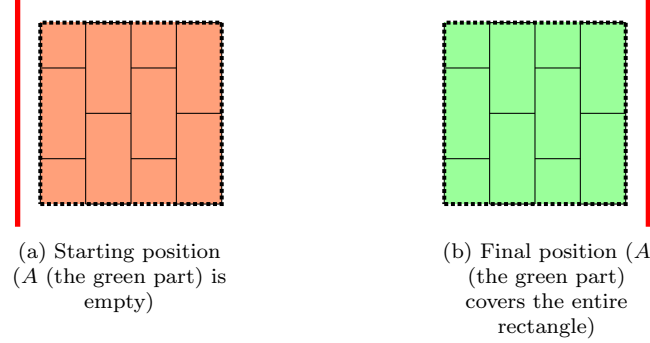 (a) Starting position
(A (the green part) is
empty)
(b) Final position (A
(the green part)
covers the entire
rectangle)